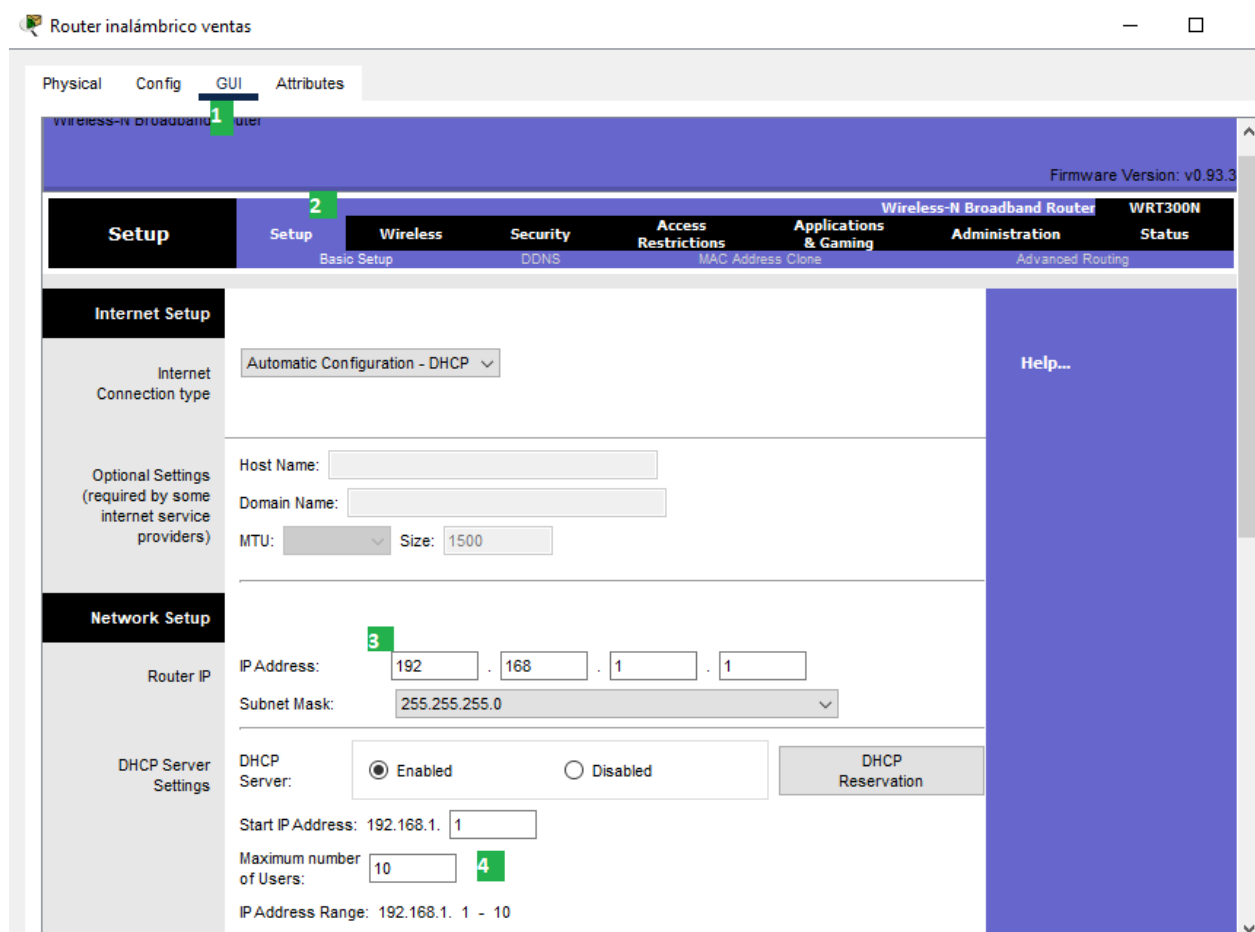 Router inalámbrico ventas
Physical Config GUI Attributes
1
Wireless-N Broadband
Firmware Version: v0.93.3
2
Wireless-N Broadband Router WRT300N
Setup
Setup Wireless Security Access Restrictions Applications & Gaming Administration Status
Basic Setup DDNS MAC Address Clone Advanced Routing
Internet Setup
Internet Connection type
Automatic Configuration - DHCP
Help...
Optional Settings (required by some internet service providers)
Host Name:
Domain Name:
MTU: Size: 1500
Network Setup
3
Router IP
IP Address: 192 . 168 . 1 . 1
Subnet Mask: 255.255.255.0
DHCP Server Settings
DHCP Server: Enabled Disabled
DHCP Reservation
Start IP Address: 192.168.1. 1
Maximum number of Users: 10
4
IP Address Range: 192.168.1. 1 - 10